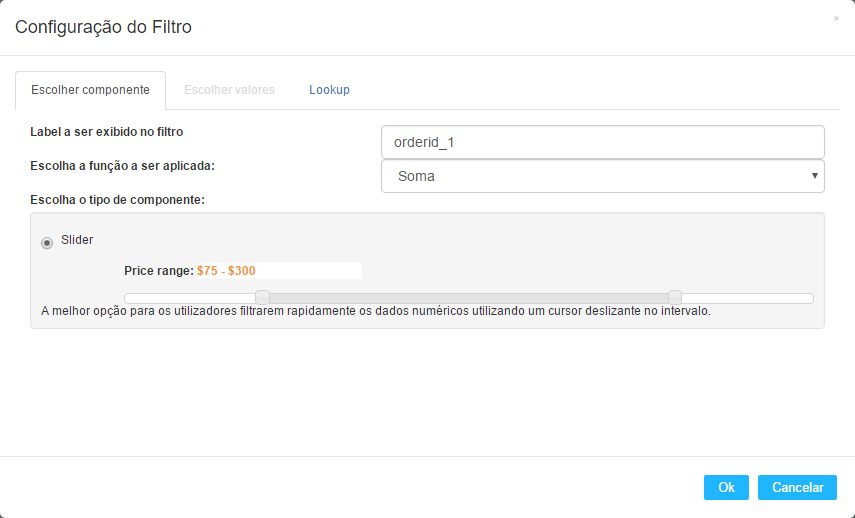 Configuração do Filtro
×
Escolher componente
Escolher valores
Lookup
Label a ser exibido no filtro
orderid_1
Escolha a função a ser aplicada:
Soma
Escolha o tipo de componente:
Slider
Price range: $75 - $300
A melhor opção para os utilizadores filtrarem rapidamente os dados numéricos utilizando um cursor deslizante no intervalo.
Ok
Cancelar